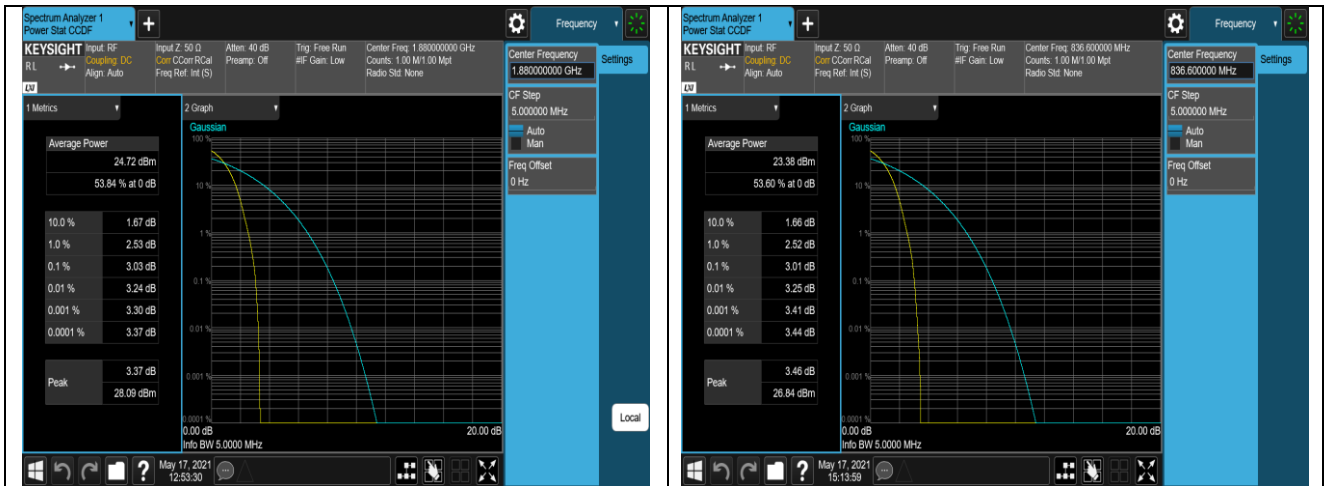 Spectrum Analyzer 1
Power Stat CCDF
+
Frequency
KEYSIGHT Input: RF Input Z: 50 Ω Atten: 40 dB Trig: Free Run Center Freq: 1.880000000 GHz
R L Coupling: DC Corr CCorr RCal Preamp: Off #IF Gain: Low Counts: 1.00 M/1.00 Mpt
Align: Auto Freq Ref: Int (S) Radio Std: None
LXI
Center Frequency
1.880000000 GHz
Settings
CF Step
5.000000 MHz
Auto
Man
Freq Offset
0 Hz
1 Metrics
2 Graph
Average Power
24.72 dBm
53.84 % at 0 dB
10.0 % 1.67 dB
1.0 % 2.53 dB
0.1 % 3.03 dB
0.01 % 3.24 dB
0.001 % 3.30 dB
0.0001 % 3.37 dB
Peak
3.37 dB
28.09 dBm
Gaussian
100 %
10 %
1 %
0.1 %
0.01 %
0.001 %
0.0001 %
0.00 dB 20.00 dB
Info BW 5.0000 MHz
Local
? May 17, 2021
12:53:30
Spectrum Analyzer 1
Power Stat CCDF
+
Frequency
KEYSIGHT Input: RF Input Z: 50 Ω Atten: 40 dB Trig: Free Run Center Freq: 836.600000 MHz
R L Coupling: DC Corr CCorr RCal Preamp: Off #IF Gain: Low Counts: 1.00 M/1.00 Mpt
Align: Auto Freq Ref: Int (S) Radio Std: None
LXI
Center Frequency
836.600000 MHz
Settings
CF Step
5.000000 MHz
Auto
Man
Freq Offset
0 Hz
1 Metrics
2 Graph
Average Power
23.38 dBm
53.60 % at 0 dB
10.0 % 1.66 dB
1.0 % 2.52 dB
0.1 % 3.01 dB
0.01 % 3.25 dB
0.001 % 3.41 dB
0.0001 % 3.44 dB
Peak
3.46 dB
26.84 dBm
Gaussian
100 %
10 %
1 %
0.1 %
0.01 %
0.001 %
0.0001 %
0.00 dB 20.00 dB
Info BW 5.0000 MHz
? May 17, 2021
15:13:59